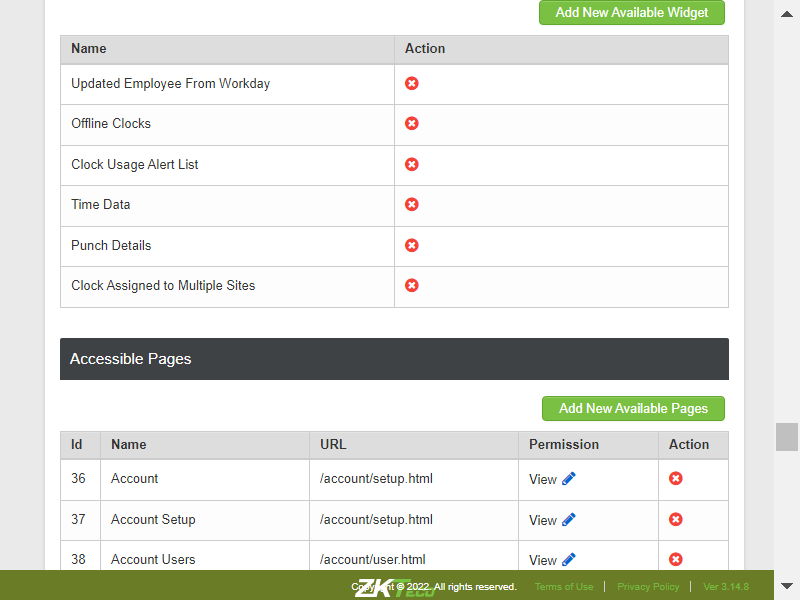 Add New Available Widget
Name Action
Updated Employee From Workday
Offline Clocks
Clock Usage Alert List
Time Data
Punch Details
Clock Assigned to Multiple Sites
Accessible Pages
Add New Available Pages
Id Name URL Permission Action
36 Account /account/setup.html View
37 Account Setup /account/setup.html View
38 Account Users /account/user.html View
ZKTeco
Copyright © 2022. All rights reserved. Terms of Use | Privacy Policy | Ver 3.14.8